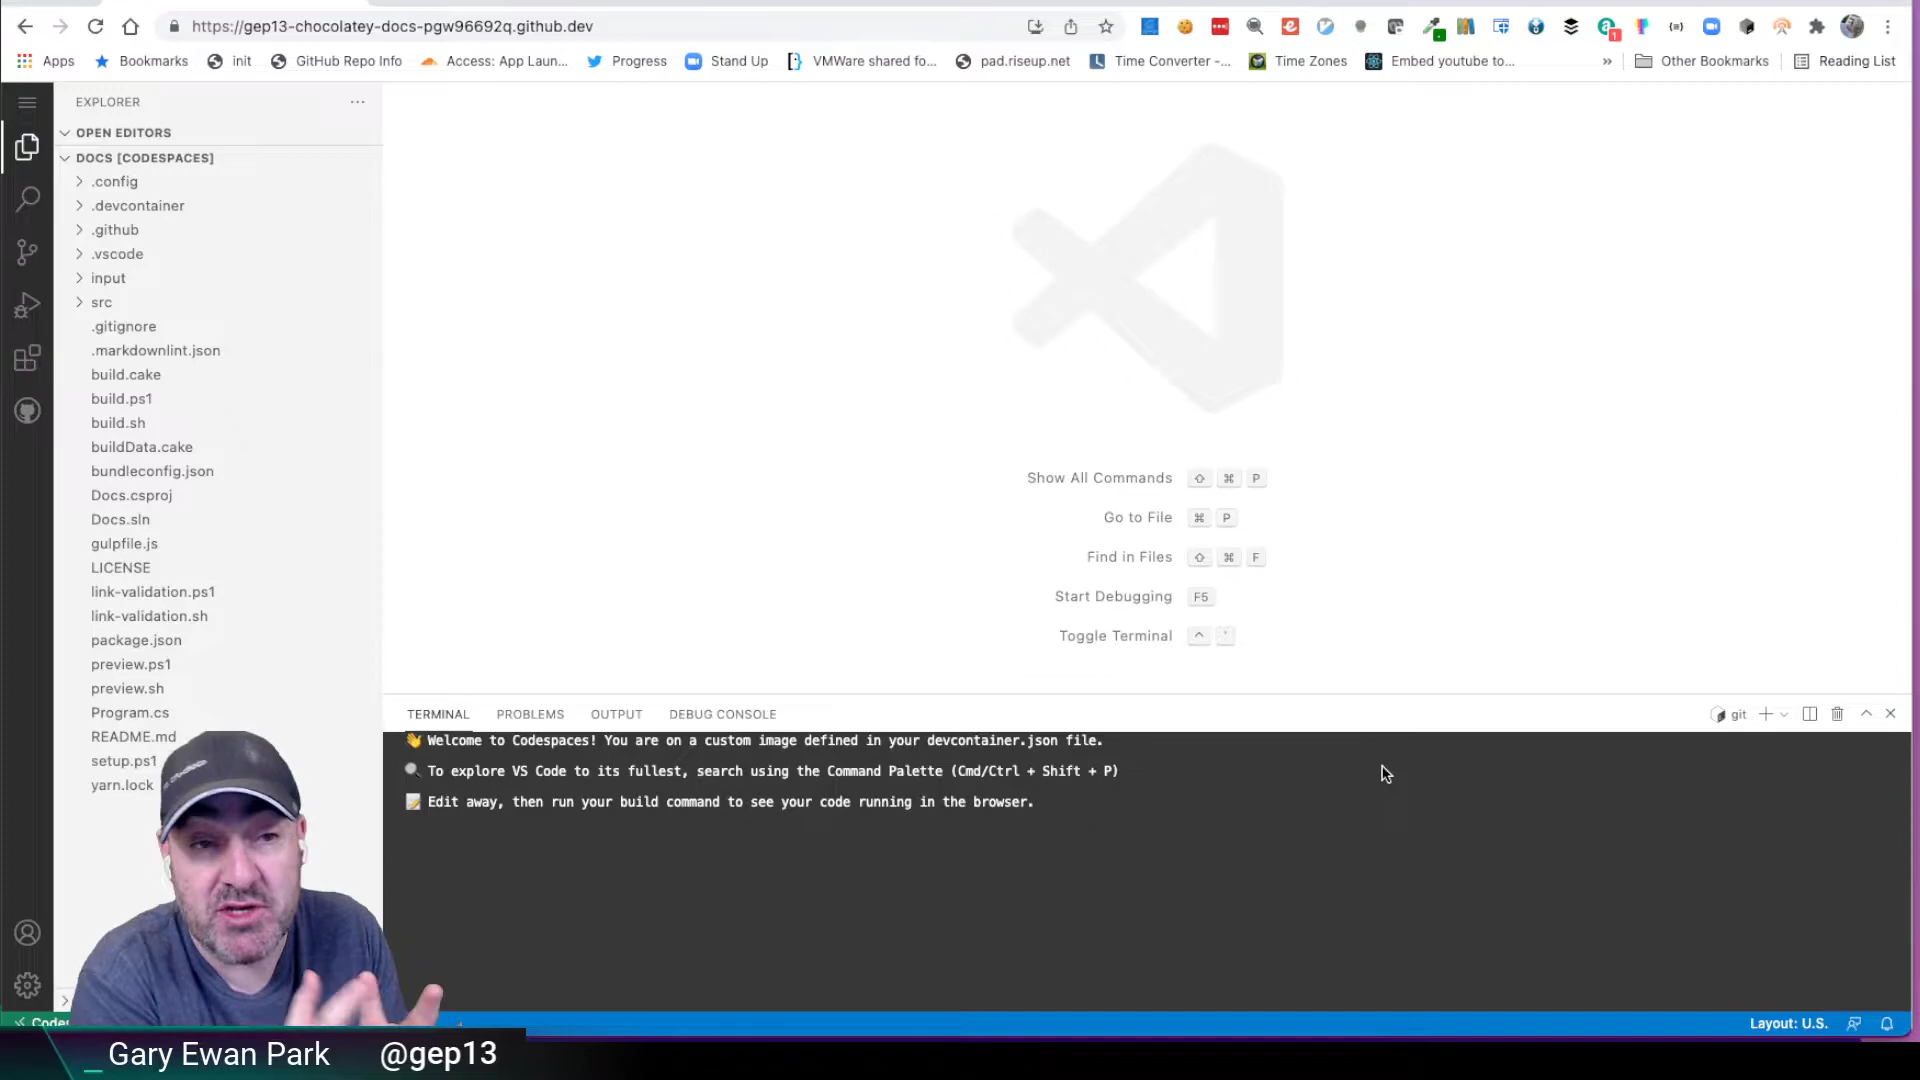 https://gep13-chocolatey-docs-pgw96692q.github.dev
1
Apps
Bookmarks
init
GitHub Repo Info
Access: App Laun...
Progress
Stand Up
VMWare shared fo...
pad.riseup.net
Time Converter -...
Time Zones
Embed youtube to...
»
Other Bookmarks
Reading List
EXPLORER
OPEN EDITORS
DOCS [CODESPACES]
.config
.devcontainer
.github
.vscode
input
src
.gitignore
.markdownlint.json
build.cake
build.ps1
build.sh
buildData.cake
bundleconfig.json
Docs.csproj
Docs.sln
gulpfile.js
LICENSE
link-validation.ps1
link-validation.sh
package.json
preview.ps1
preview.sh
Program.cs
README.md
setup.ps1
yarn.lock
Show All Commands ⇧ ⌘ P
Go to File ⌘ P
Find in Files ⇧ ⌘ F
Start Debugging F5
Toggle Terminal ^ `
TERMINAL PROBLEMS OUTPUT DEBUG CONSOLE
git
👋 Welcome to Codespaces! You are on a custom image defined in your devcontainer.json file.
🔍 To explore VS Code to its fullest, search using the Command Palette (Cmd/Ctrl + Shift + P)
📝 Edit away, then run your build command to see your code running in the browser.
Layout: U.S.
_ Gary Ewan Park @gep13